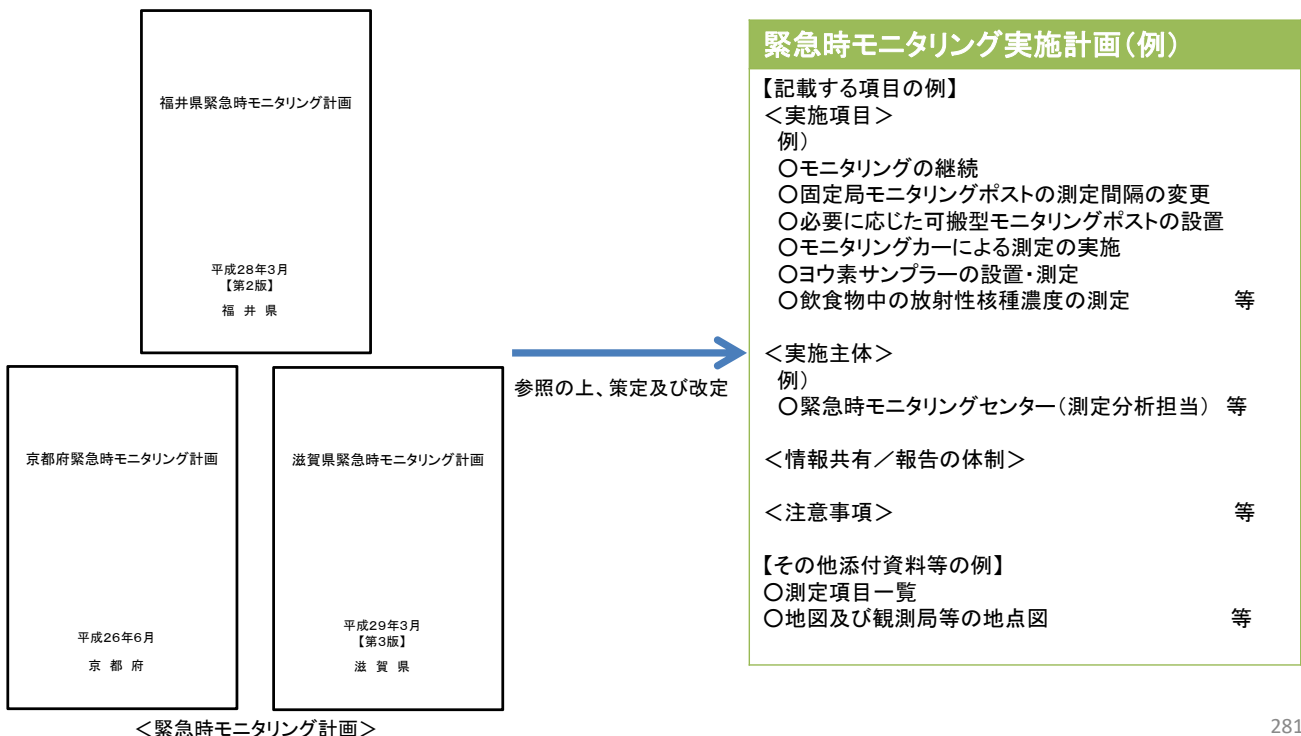 福井県緊急時モニタリング計画
平成28年3月
【第2版】
福 井 県
京都府緊急時モニタリング計画
平成26年6月
京 都 府
滋賀県緊急時モニタリング計画
平成29年3月
【第3版】
滋 賀 県
＜緊急時モニタリング計画＞
参照の上、策定及び改定
緊急時モニタリング実施計画（例）
【記載する項目の例】
＜実施項目＞
例）
○モニタリングの継続
○固定局モニタリングポストの測定間隔の変更
○必要に応じた可搬型モニタリングポストの設置
○モニタリングカーによる測定の実施
○ヨウ素サンプラーの設置・測定
○飲食物中の放射性核種濃度の測定 等
＜実施主体＞
例）
○緊急時モニタリングセンター（測定分析担当） 等
＜情報共有／報告の体制＞
＜注意事項＞ 等
【その他添付資料等の例】
○測定項目一覧
○地図及び観測局等の地点図 等
281